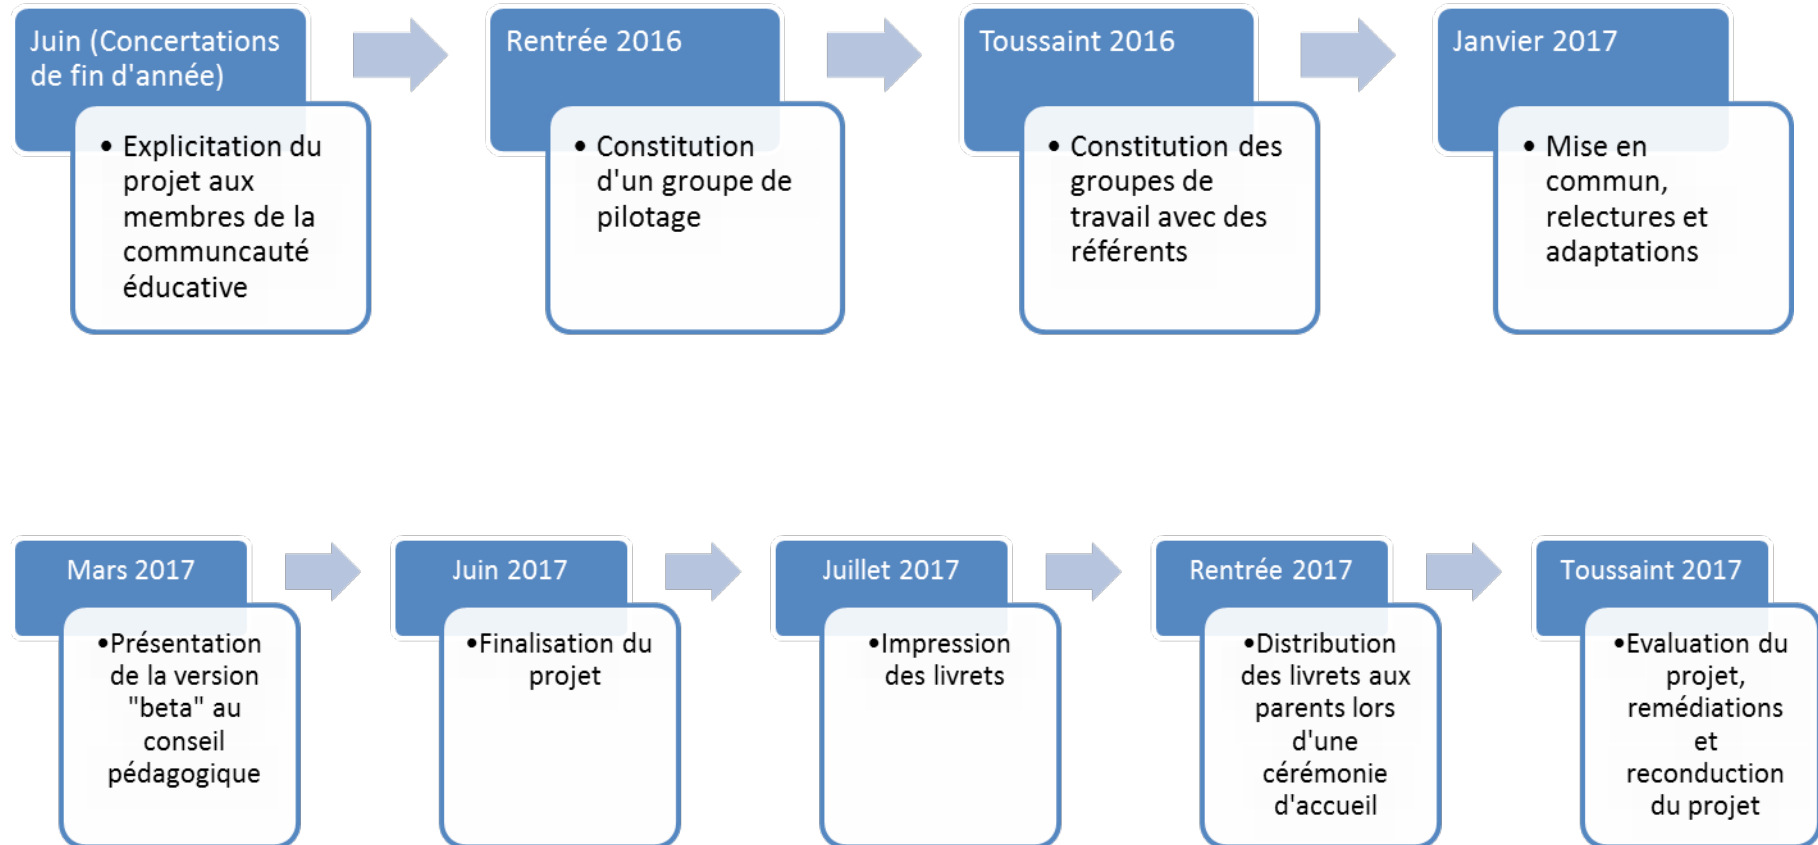 Juin (Concertations
de fin d'année)
• Explicitation du
projet aux
membres de la
communcauté
éducative
Rentrée 2016
• Constitution
d'un groupe de
pilotage
Toussaint 2016
• Constitution des
groupes de
travail avec des
référents
Janvier 2017
• Mise en
commun,
relectures et
adaptations
Mars 2017
•Présentation
de la version
"beta" au
conseil
pédagogique
Juin 2017
•Finalisation du
projet
Juillet 2017
•Impression
des livrets
Rentrée 2017
•Distribution
des livrets aux
parents lors
d'une
cérémonie
d'accueil
Toussaint 2017
•Evaluation du
projet,
remédiations
et
reconduction
du projet